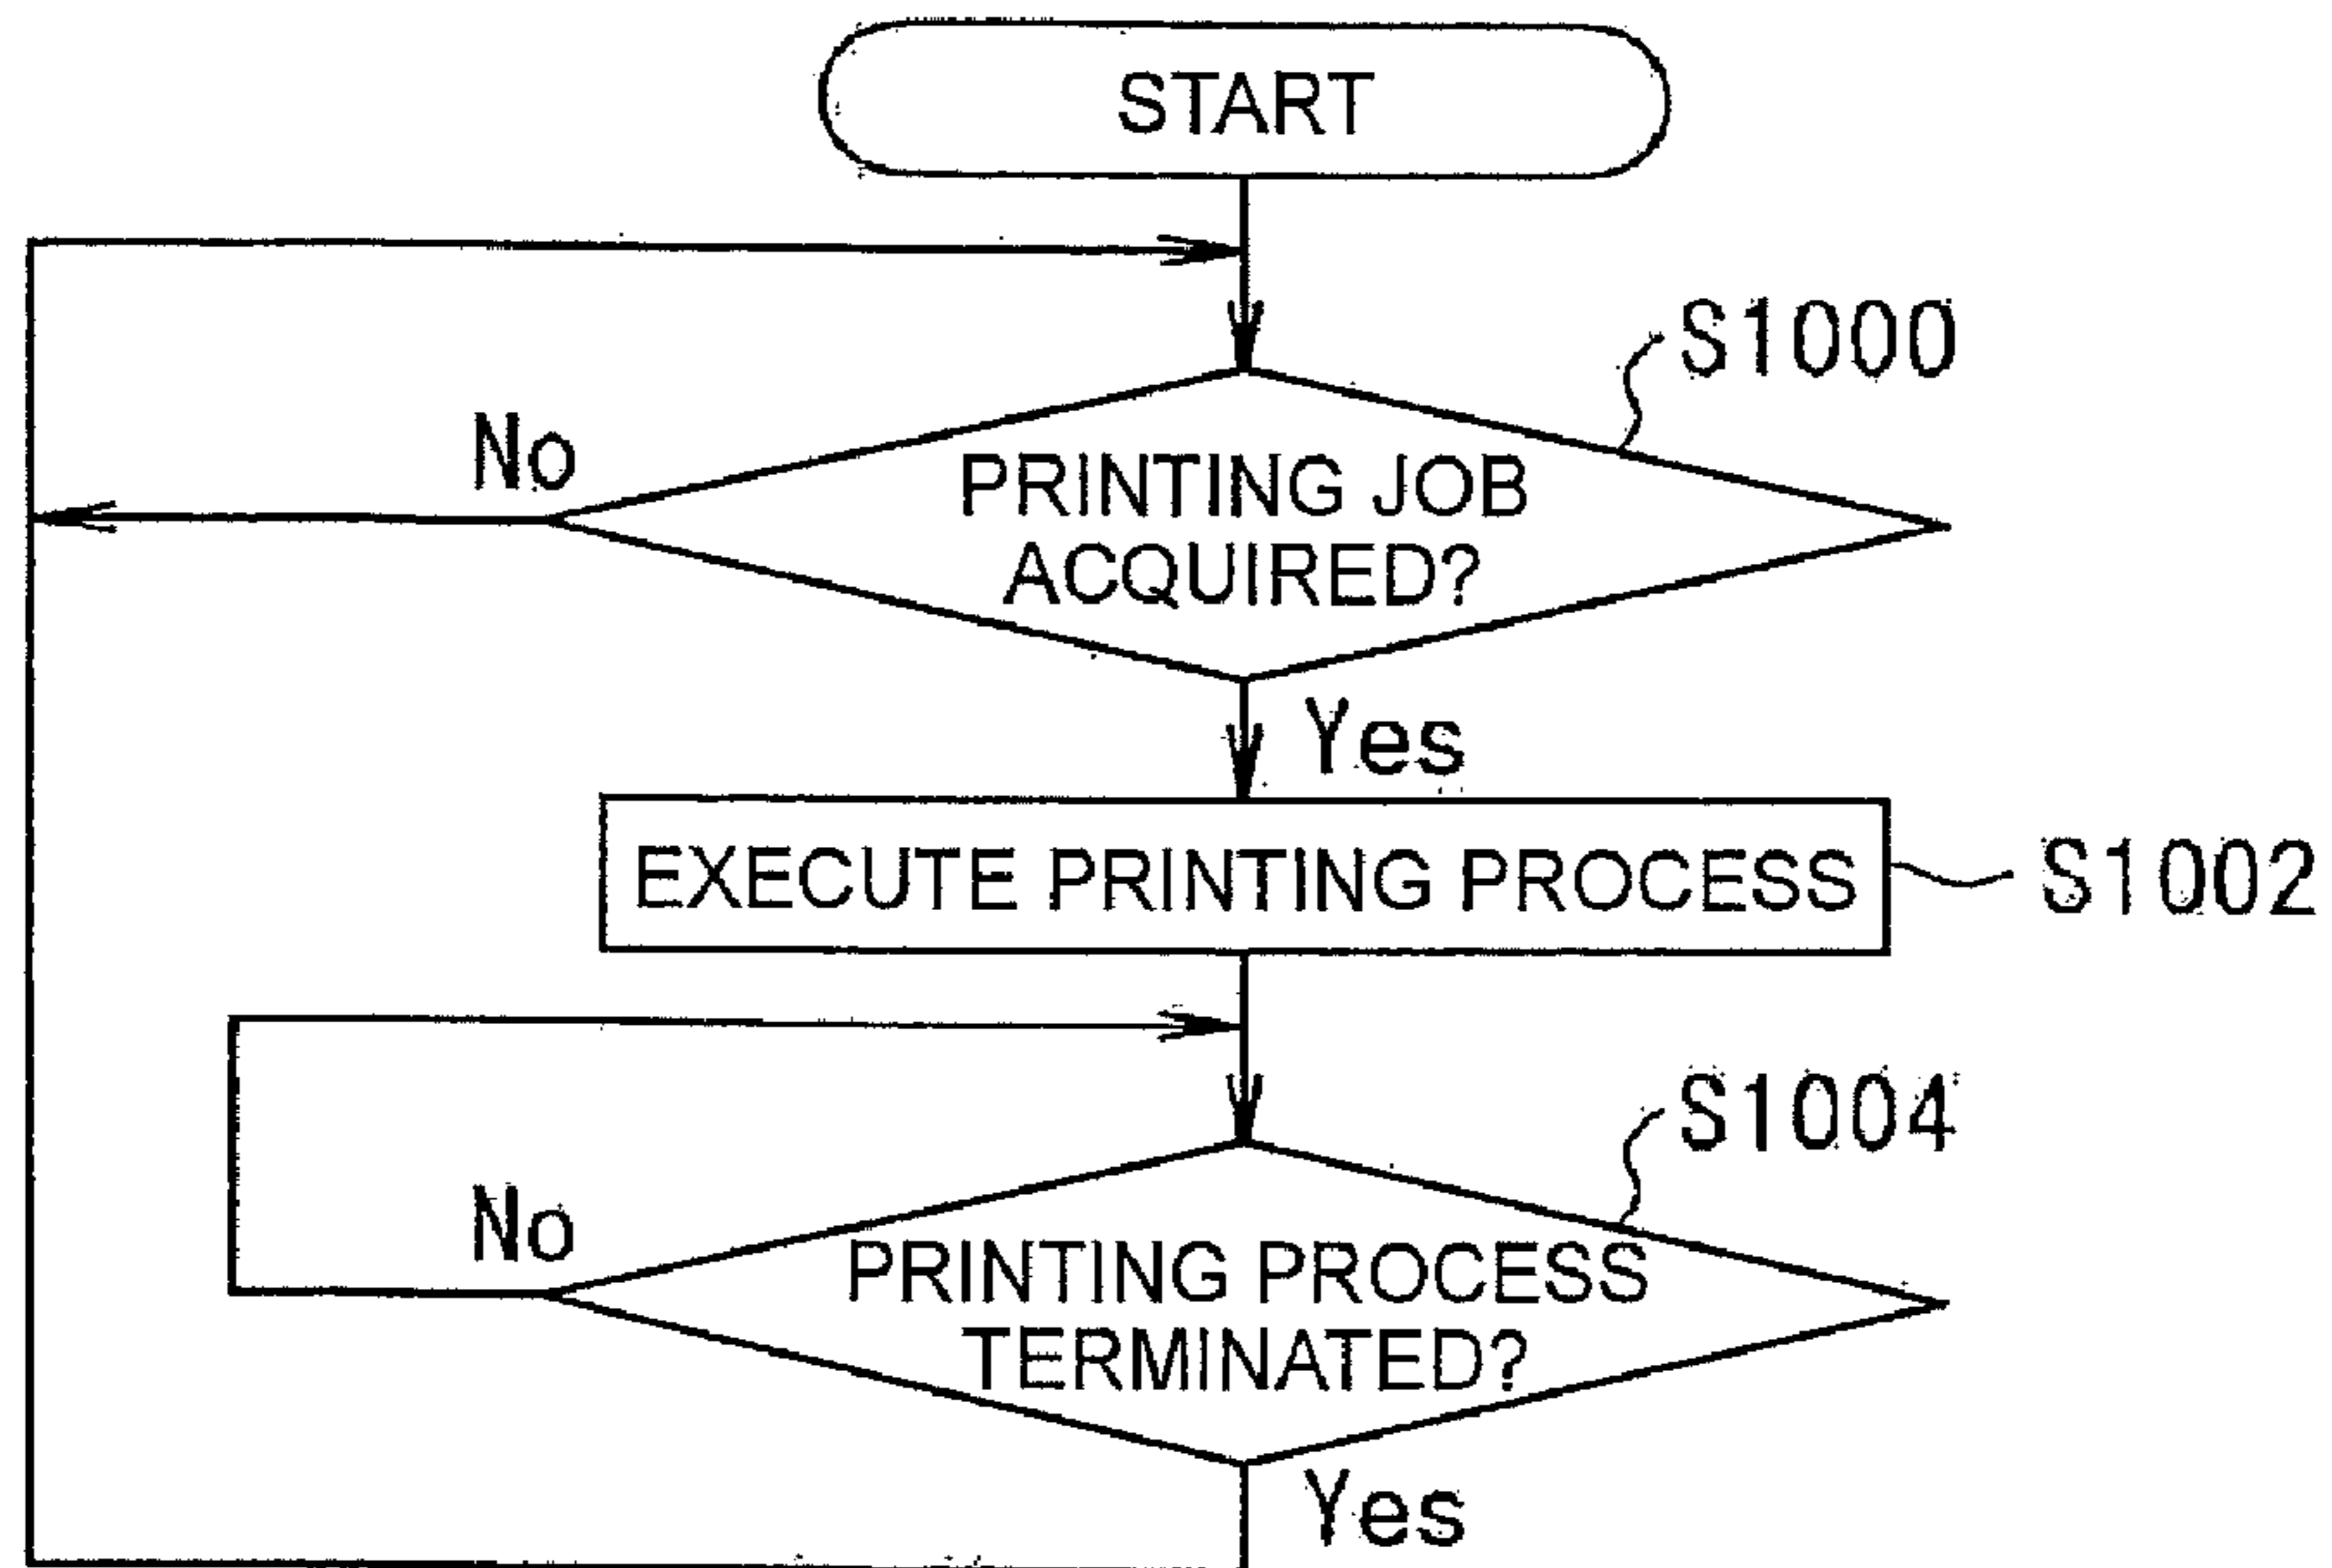 START
S1000
No
PRINTING JOB
ACQUIRED?
Yes
EXECUTE PRINTING PROCESS
S1002
S1004
No
PRINTING PROCESS
TERMINATED?
Yes